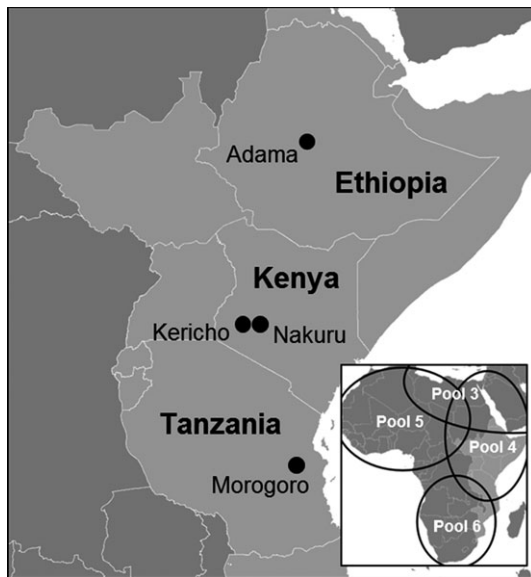 Adama
Ethiopia
Kenya
Kericho Nakuru
Tanzania
Morogoro
Pool 3
Pool 5
Pool 4
Pool 6